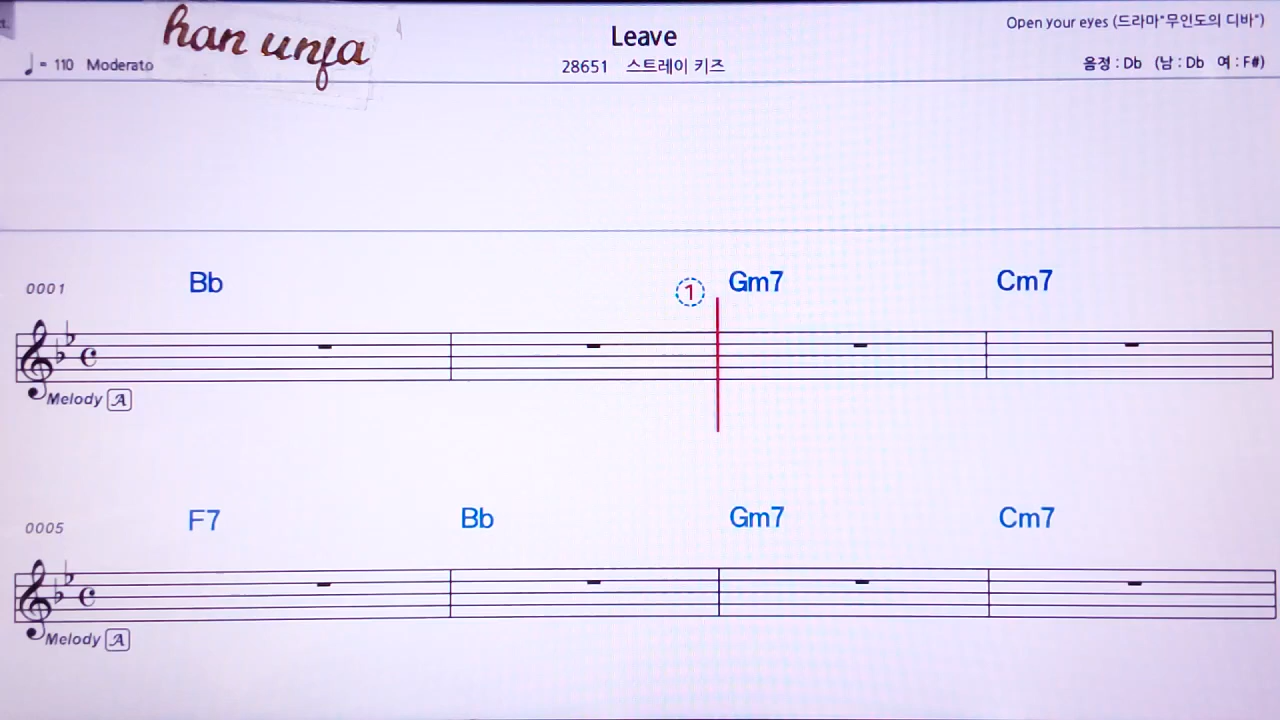 han unfa
Leave
Open your eyes (드라마"무인도의 디바")
♩ = 110 Moderato
28651 스트레이 키즈
음정 : Db (남 : Db 여 : F#)
0001 Bb ① Gm7 Cm7
Melody A
0005 F7 Bb Gm7 Cm7
Melody A